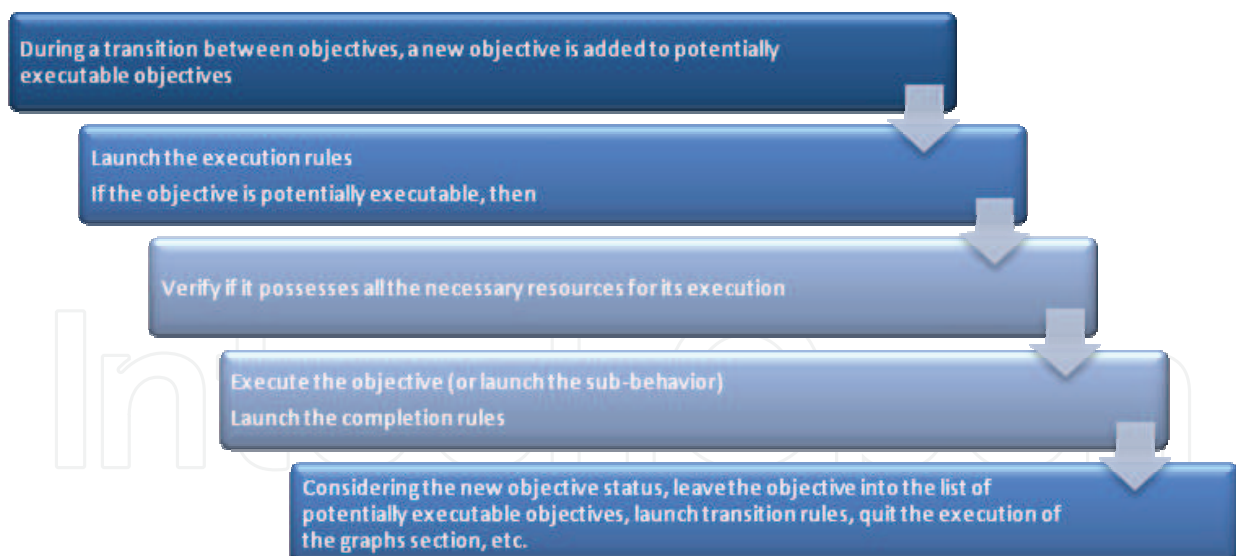 During a transition between objectives, a new objective is added to potentially
executable objectives
Launch the execution rules
If the objective is potentially executable, then
Verify if it possesses all the necessary resources for its execution
Execute the objective (or launch the sub-behavior)
Launch the completion rules
Considering the new objective status, leave the objective into the list of
potentially executable objectives, launch transition rules, quit the execution of
the graphs section, etc.